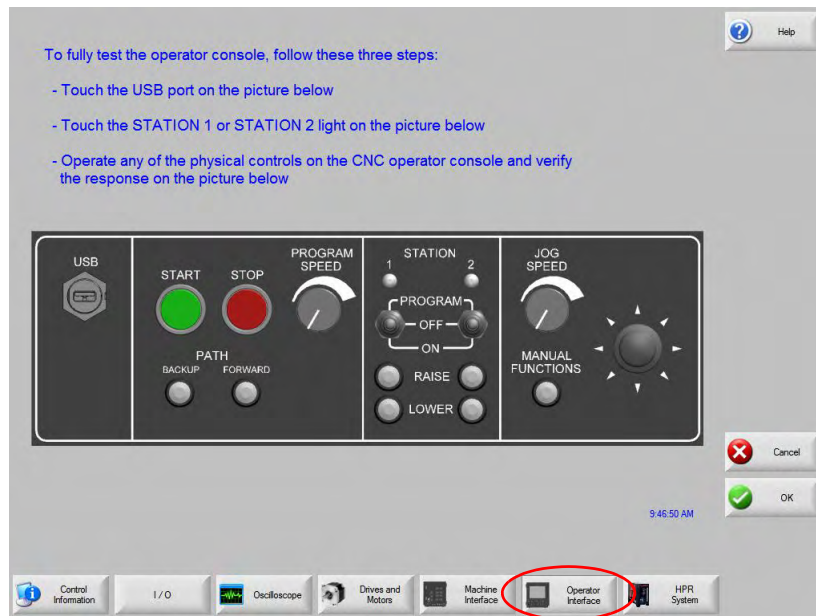 Help
To fully test the operator console, follow these three steps:
- Touch the USB port on the picture below
- Touch the STATION 1 or STATION 2 light on the picture below
- Operate any of the physical controls on the CNC operator console and verify
the response on the picture below
USB
START
STOP
PROGRAM
SPEED
STATION
1
2
PROGRAM
OFF
ON
RAISE
LOWER
JOG
SPEED
MANUAL
FUNCTIONS
PATH
BACKUP
FORWARD
Cancel
OK
9:46:50 AM
Control
Information
I / O
Oscilloscope
Drives and
Motors
Machine
Interface
Operator
Interface
HPR
System